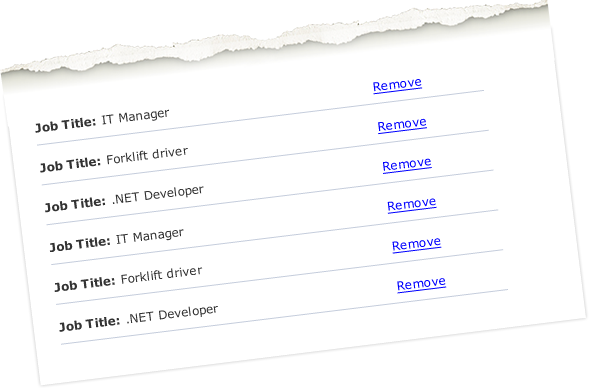 Job Title: IT Manager Remove
Job Title: Forklift driver Remove
Job Title: .NET Developer Remove
Job Title: IT Manager Remove
Job Title: Forklift driver Remove
Job Title: .NET Developer Remove